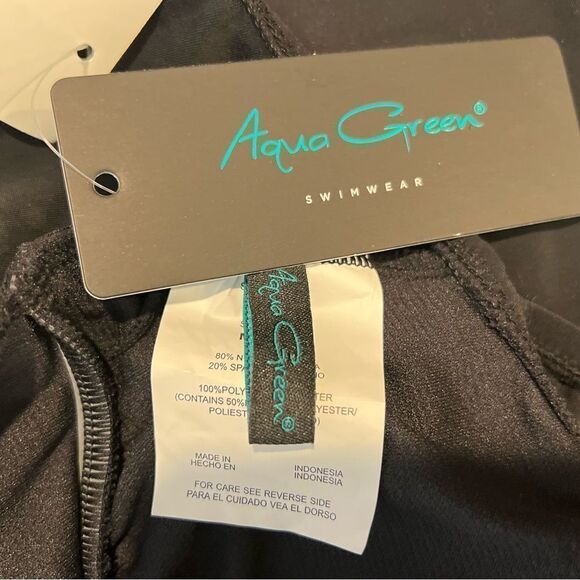 Aqua Green®
SWIMWEAR
Aqua Green®
80% N
20% SPA
100%POLY
(CONTAINS 50% YESTER/
POLIEST
MADE IN INDONESIA
HECHO EN INDONESIA
FOR CARE SEE REVERSE SIDE
PARA EL CUIDADO VEA EL DORSO